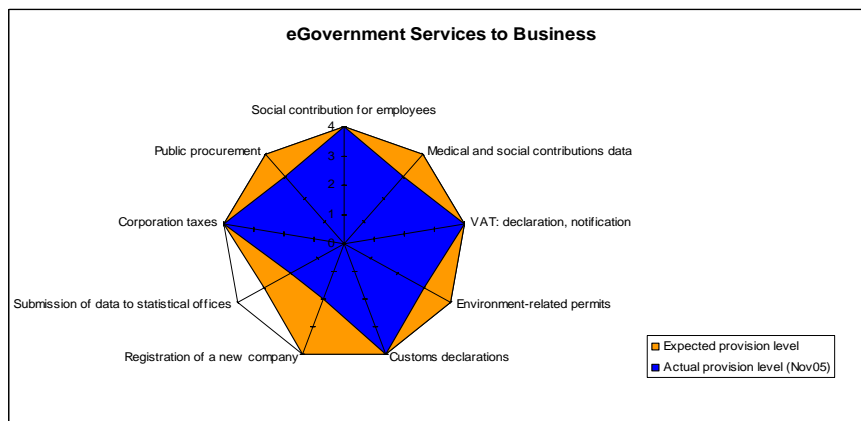 eGovernment Services to Business
Social contribution for employees
4
Public procurement
Medical and social contributions data
3
2
1
Corporation taxes
VAT: declaration, notification
0
Submission of data to statistical offices
Environment-related permits
Registration of a new company
Customs declarations
Expected provision level
Actual provision level (Nov05)